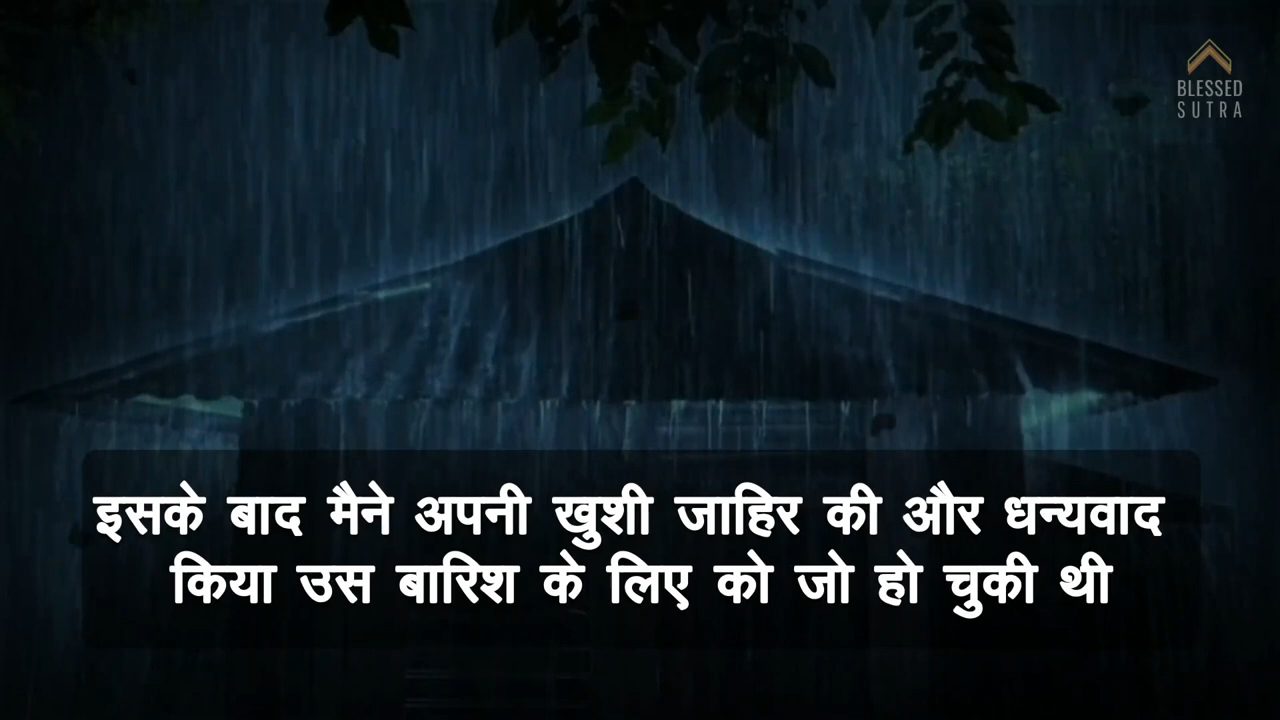 BLESSED
SUTRA
इसके बाद मैने अपनी खुशी जाहिर की और धन्यवाद
किया उस बारिश के लिए को जो हो चुकी थी